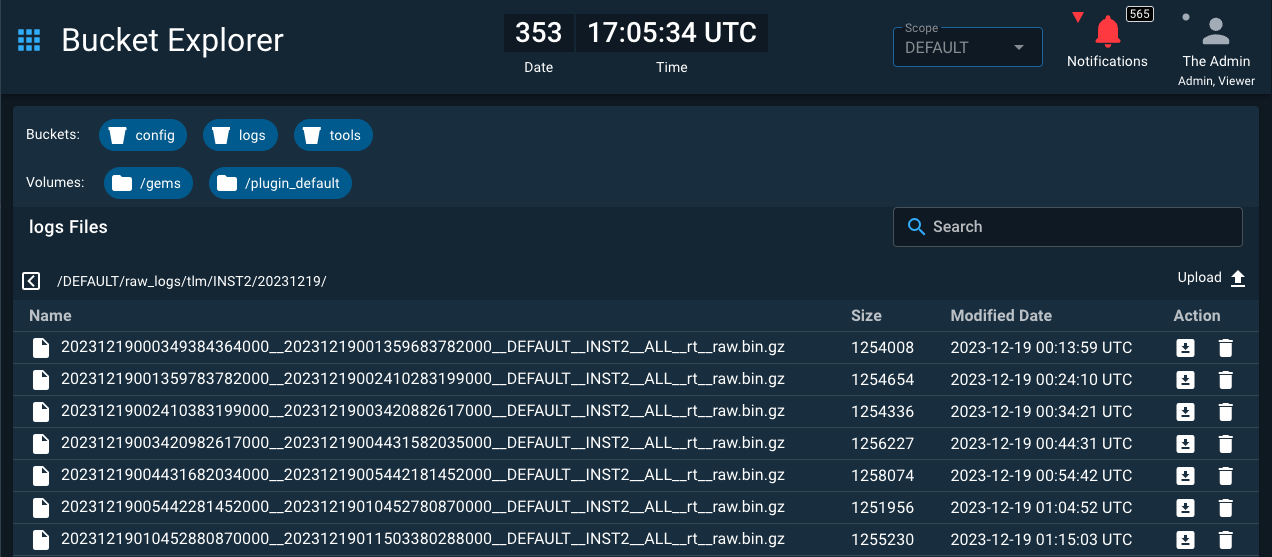 Bucket Explorer
353 17:05:34 UTC
Date Time
Scope
DEFAULT
565
Notifications
The Admin
Admin, Viewer
Buckets: config logs tools
Volumes: /gems /plugin_default
logs Files
Search
/DEFAULT/raw_logs/tlm/INST2/20231219/
Upload
Name Size Modified Date Action
20231219000349384364000__20231219001359683782000__DEFAULT__INST2__ALL__rt__raw.bin.gz 1254008 2023-12-19 00:13:59 UTC
20231219001359783782000__20231219002410283199000__DEFAULT__INST2__ALL__rt__raw.bin.gz 1254654 2023-12-19 00:24:10 UTC
20231219002410383199000__20231219003420882617000__DEFAULT__INST2__ALL__rt__raw.bin.gz 1254336 2023-12-19 00:34:21 UTC
20231219003420982617000__20231219004431582035000__DEFAULT__INST2__ALL__rt__raw.bin.gz 1256227 2023-12-19 00:44:31 UTC
20231219004431682034000__20231219005442181452000__DEFAULT__INST2__ALL__rt__raw.bin.gz 1258074 2023-12-19 00:54:42 UTC
20231219005442281452000__20231219010452780870000__DEFAULT__INST2__ALL__rt__raw.bin.gz 1251956 2023-12-19 01:04:52 UTC
20231219010452880870000__20231219011503380288000__DEFAULT__INST2__ALL__rt__raw.bin.gz 1255230 2023-12-19 01:15:03 UTC